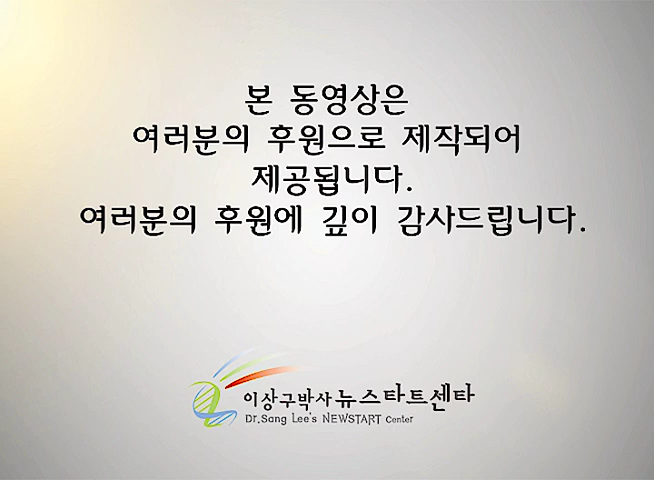 본 동영상은
여러분의 후원으로 제작되어
제공됩니다.
여러분의 후원에 깊이 감사드립니다.
이상구박사 뉴스타트센타
Dr.Sang Lee's NEWSTART Center